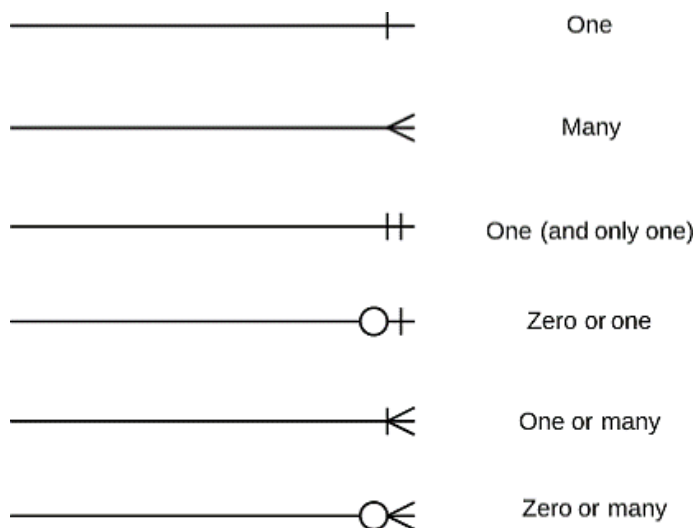 One
Many
One (and only one)
Zero or one
One or many
Zero or many